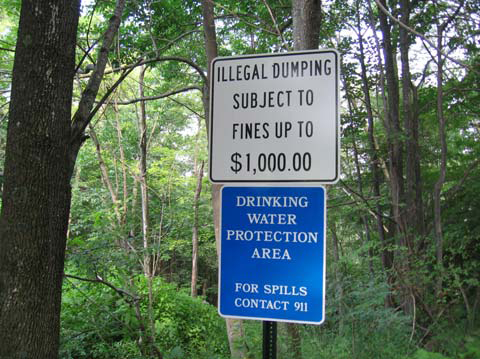 ILLEGAL DUMPING
SUBJECT TO
FINES UP TO
$1,000.00
DRINKING
WATER
PROTECTION
AREA
FOR SPILLS
CONTACT 911